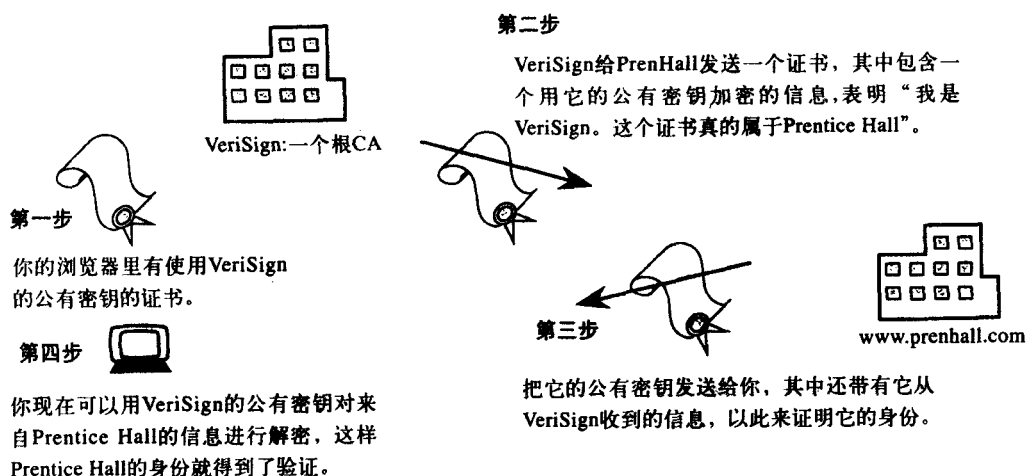 第二步
VeriSign给PrenHall发送一个证书，其中包含一
个用它的公有密钥加密的信息,表明“我是
VeriSign。这个证书真的属于Prentice Hall”。
VeriSign:一个根CA
第一步
你的浏览器里有使用VeriSign
的公有密钥的证书。
www.prenhall.com
第三步
把它的公有密钥发送给你，其中还带有它从
VeriSign收到的信息，以此来证明它的身份。
第四步
你现在可以用VeriSign的公有密钥对来
自Prentice Hall的信息进行解密，这样
Prentice Hall的身份就得到了验证。